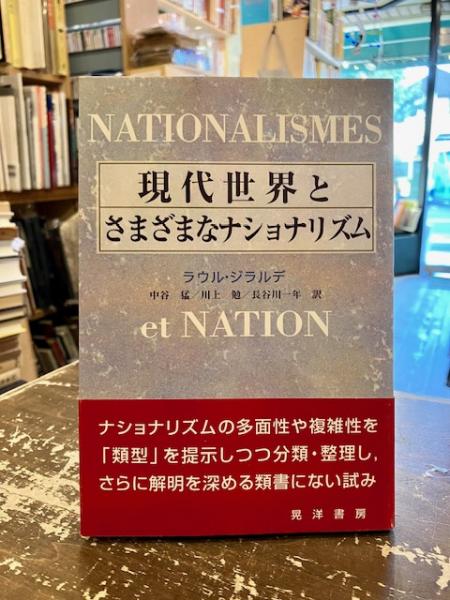 NATIONALISMES
現代世界と
さまざまなナショナリズム
ラウル・ジラルデ
中谷 猛／川上 勉／長谷川一年 訳
et NATION
ナショナリズムの多面性や複雑性を
「類型」を提示しつつ分類・整理し，
さらに解明を深める類書にない試み
晃洋書房